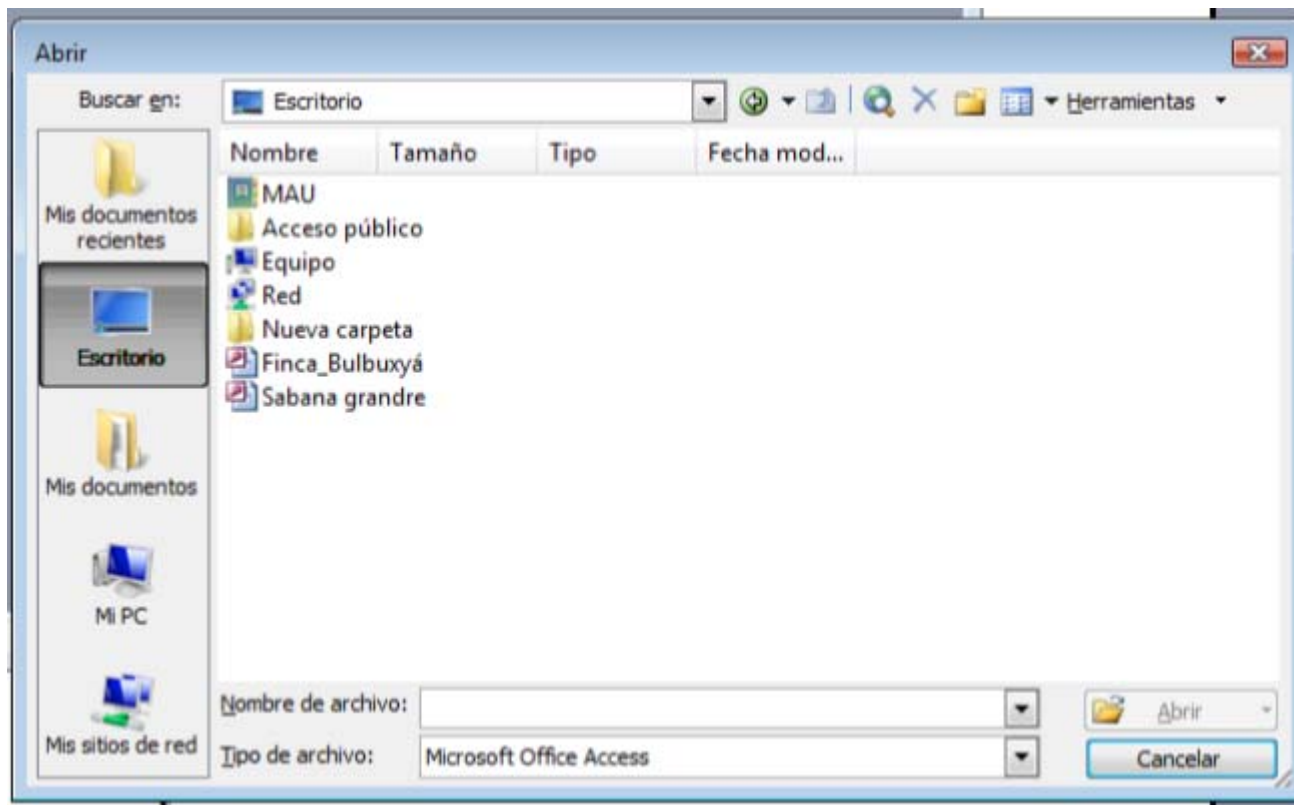 Abrir
Buscar en:
Escritorio
Herramientas
Nombre Tamaño Tipo Fecha mod...
MAU
Acceso público
Equipo
Red
Nueva carpeta
Finca_Bulbuxyá
Sabana grandre
Mis documentos
recientes
Escritorio
Mis documentos
Mi PC
Mis sitios de red
Nombre de archivo:
Abrir
Tipo de archivo: Microsoft Office Access
Cancelar